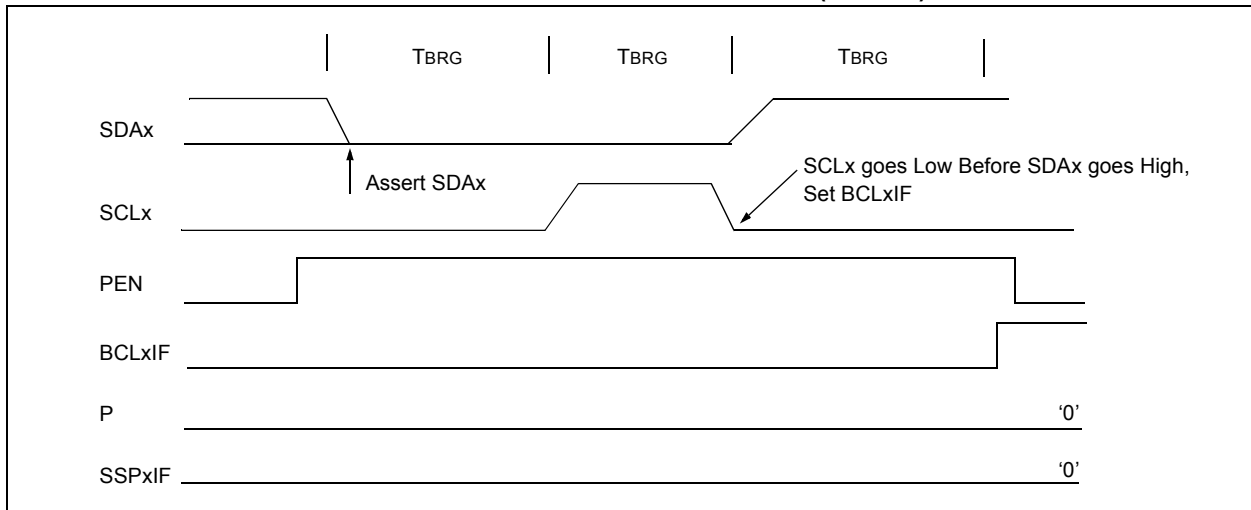 TBRG TBRG TBRG
SDAx
Assert SDAx
SCLx goes Low Before SDAx goes High,
Set BCLxIF
SCLx
PEN
BCLxIF
P ‘0’
SSPxIF ‘0’